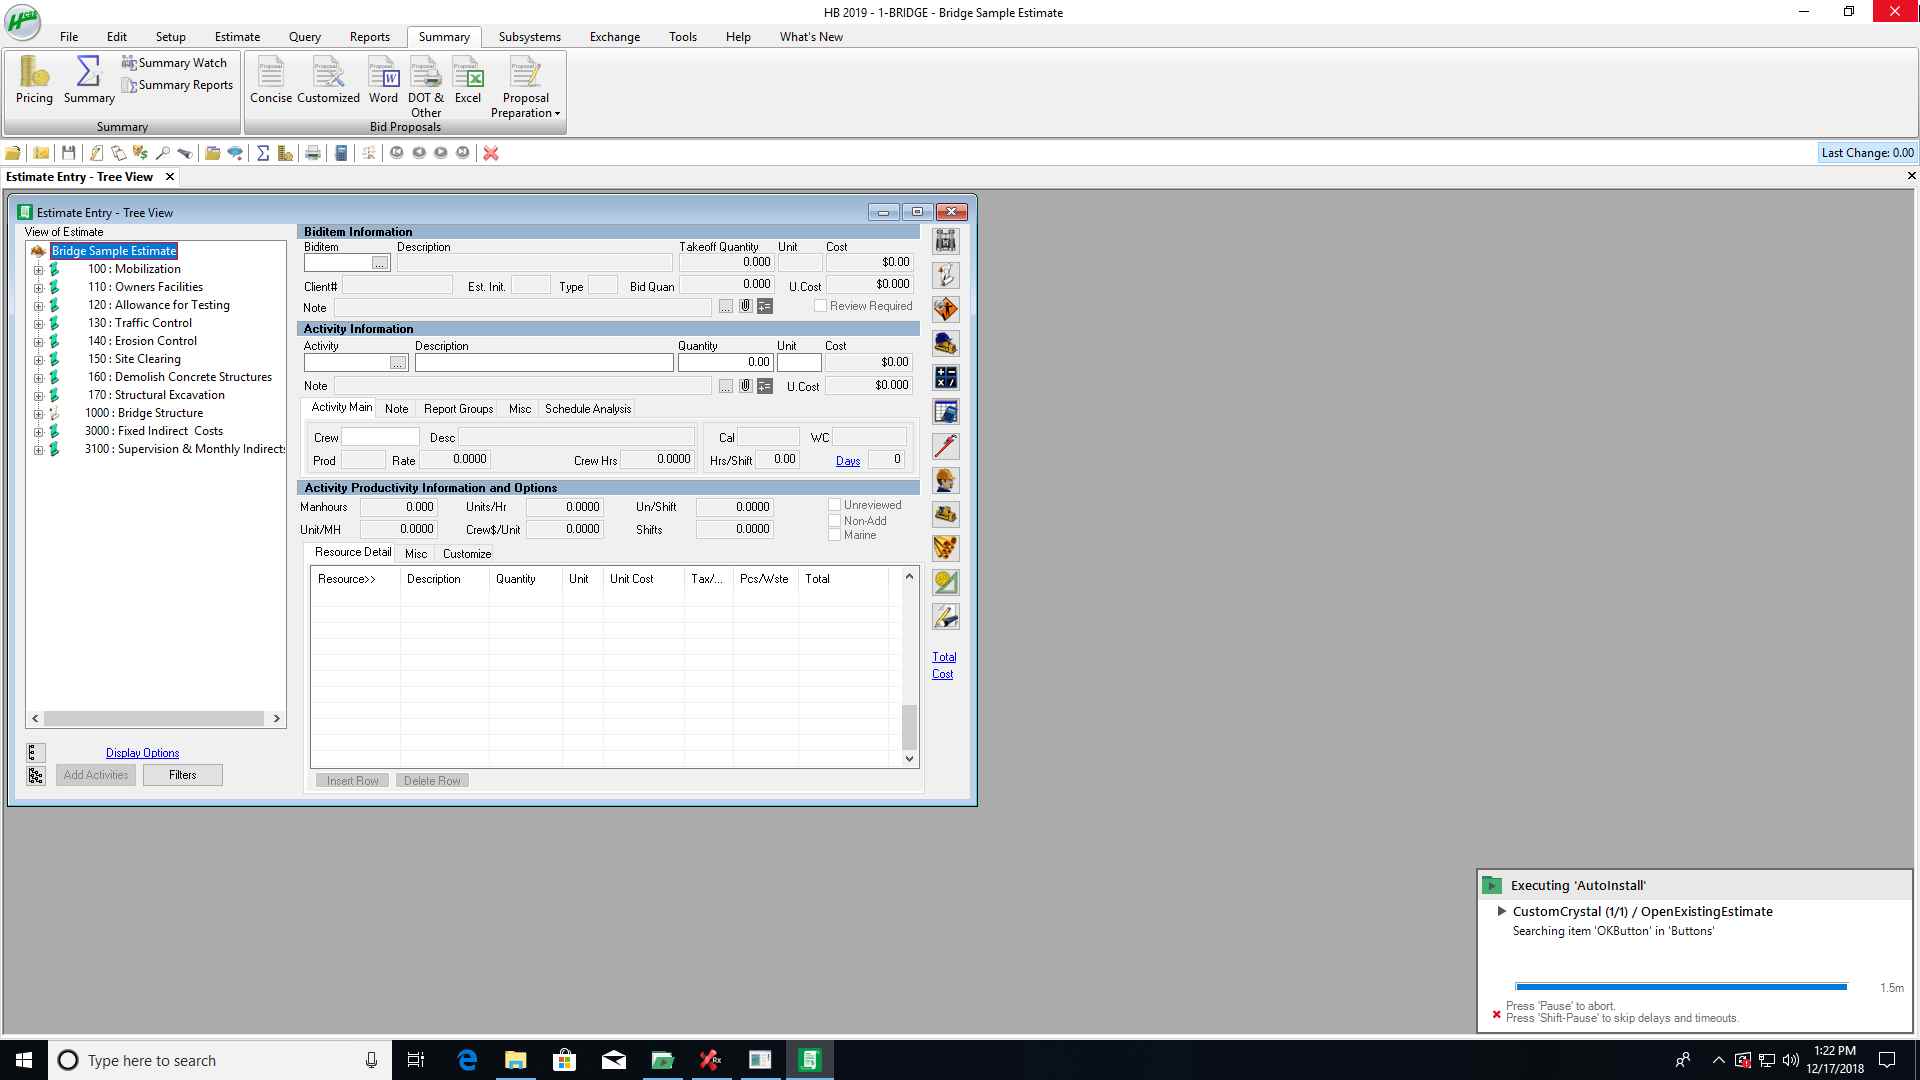 HB 2019 - 1-BRIDGE - Bridge Sample Estimate
File Edit Setup Estimate Query Reports Summary Subsystems Exchange Tools Help What's New
Pricing Summary Summary Watch
Summary Reports
Concise Customized Word DOT & Other Excel Proposal Preparation
Summary Bid Proposals
Last Change: 0.00
Estimate Entry - Tree View
Estimate Entry - Tree View
View of Estimate
Bridge Sample Estimate
100 : Mobilization
110 : Owners Facilities
120 : Allowance for Testing
130 : Traffic Control
140 : Erosion Control
150 : Site Clearing
160 : Demolish Concrete Structures
170 : Structural Excavation
1000 : Bridge Structure
3000 : Fixed Indirect Costs
3100 : Supervision & Monthly Indirects
Display Options
Add Activities Filters
Biditem Information
Biditem Description Takeoff Quantity Unit Cost
... 0.000 $0.00
Client# Est. Init. Type Bid Quan 0.000 U.Cost $0.000
Note ... Review Required
Activity Information
Activity Description Quantity Unit Cost
... 0.00 $0.00
Note ... U.Cost $0.000
Activity Main Note Report Groups Misc Schedule Analysis
Crew Desc Cal WC
Prod Rate 0.0000 Crew Hrs 0.0000 Hrs/Shift 0.00 Days 0
Activity Productivity Information and Options
Manhours 0.000 Units/Hr 0.0000 Un/Shift 0.0000 Unreviewed
Non-Add
Unit/MH 0.0000 Crew$/Unit 0.0000 Shifts 0.0000 Marine
Resource Detail Misc Customize
Resource>> Description Quantity Unit Unit Cost Tax/... Pcs/Wste Total
Insert Row Delete Row
Total
Cost
Executing 'AutoInstall'
CustomCrystal (1/1) / OpenExistingEstimate
Searching item 'OKButton' in 'Buttons'
1.5m
Press 'Pause' to abort.
Press 'Shift-Pause' to skip delays and timeouts.
Type here to search
1:22 PM
12/17/2018